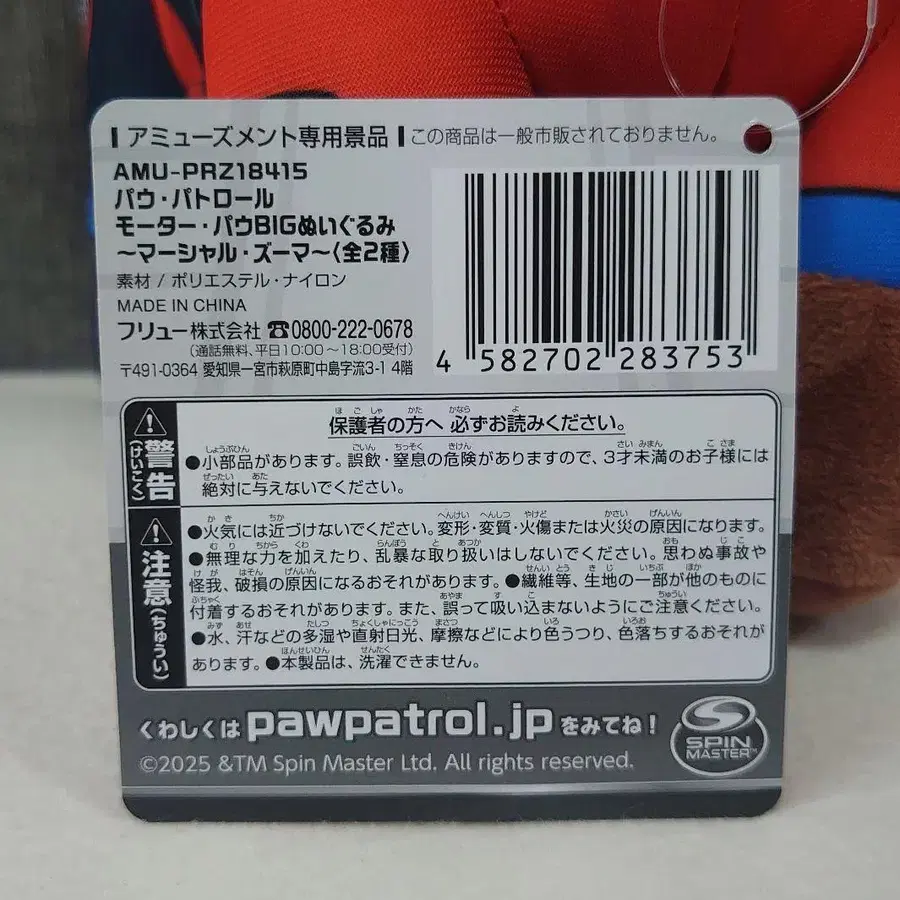 アミューズメント専用景品 この商品は一般市販されておりません。
AMU-PRZ18415
パウ・パトロール
モーター・パウBIGぬいぐるみ
～マーシャル・ズーマ～〈全2種〉
素材 / ポリエステル・ナイロン
MADE IN CHINA
フリュー株式会社 ☎0800-222-0678
(通話無料、平日10:00～18:00受付)
〒491-0364 愛知県一宮市萩原町中島字流3-1 4階
4 582702 283753
警告(けいこく)
保護者の方へ 必ずお読みください。
●小部品があります。誤飲・窒息の危険がありますので、3才未満のお子様には
絶対に与えないでください。
注意(ちゅうい)
●火気には近づけないでください。変形・変質・火傷または火災の原因になります。
●無理な力を加えたり、乱暴な取り扱いはしないでください。思わぬ事故や
怪我、破損の原因になるおそれがあります。●繊維等、生地の一部が他のものに
付着するおそれがあります。また、誤って吸い込まないようにご注意ください。
●水、汗などの多湿や直射日光、摩擦などにより色うつり、色落ちするおそれが
あります。●本製品は、洗濯できません。
くわしくは pawpatrol.jp をみてね!
©2025 &TM Spin Master Ltd. All rights reserved.
SPIN
MASTER™